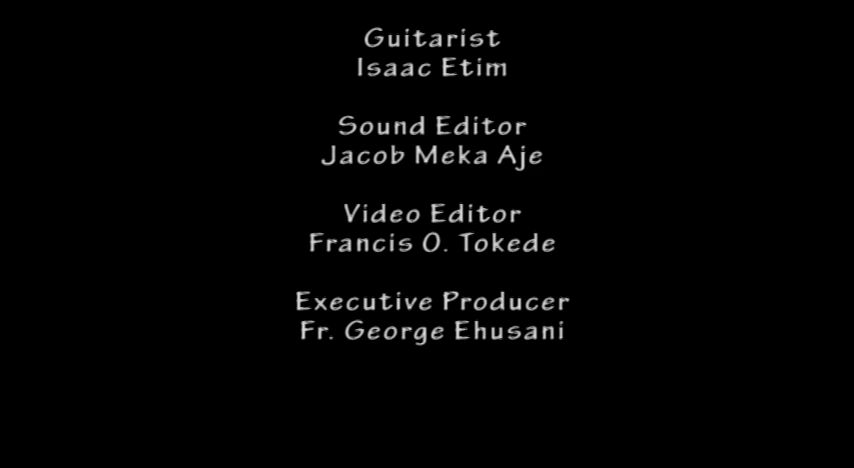 Guitarist
Isaac Etim
Sound Editor
Jacob Meka Aje
Video Editor
Francis O. Tokede
Executive Producer
Fr. George Ehusani